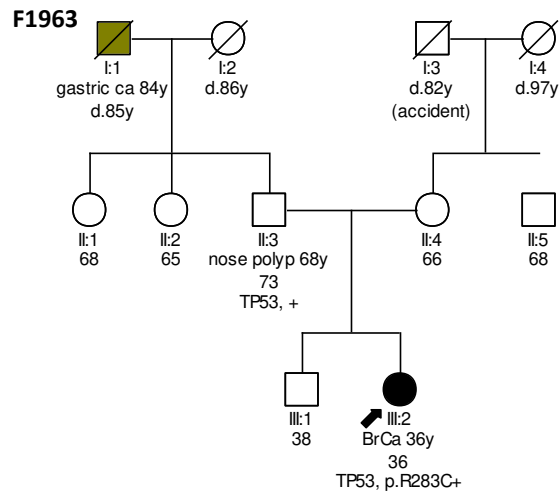 F1963
I:1
gastric ca 84y
d.85y
I:2
d.86y
I:3
d.82y
(accident)
I:4
d.97y
II:1
68
II:2
65
II:3
nose polyp 68y
73
TP53, +
II:4
66
II:5
68
III:1
38
III:2
BrCa 36y
36
TP53, p.R283C+